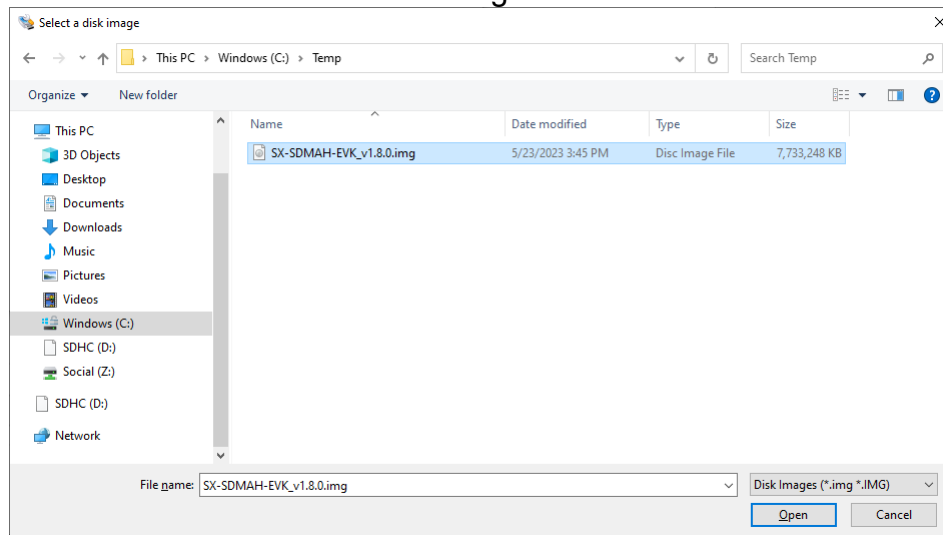 Select a disk image
This PC > Windows (C:) > Temp
Search Temp
Organize New folder
Name Date modified Type Size
SX-SDMAH-EVK_v1.8.0.img 5/23/2023 3:45 PM Disc Image File 7,733,248 KB
This PC
3D Objects
Desktop
Documents
Downloads
Music
Pictures
Videos
Windows (C:)
SDHC (D:)
Social (Z:)
SDHC (D:)
Network
File name: SX-SDMAH-EVK_v1.8.0.img Disk Images (*.img *.IMG)
Open Cancel